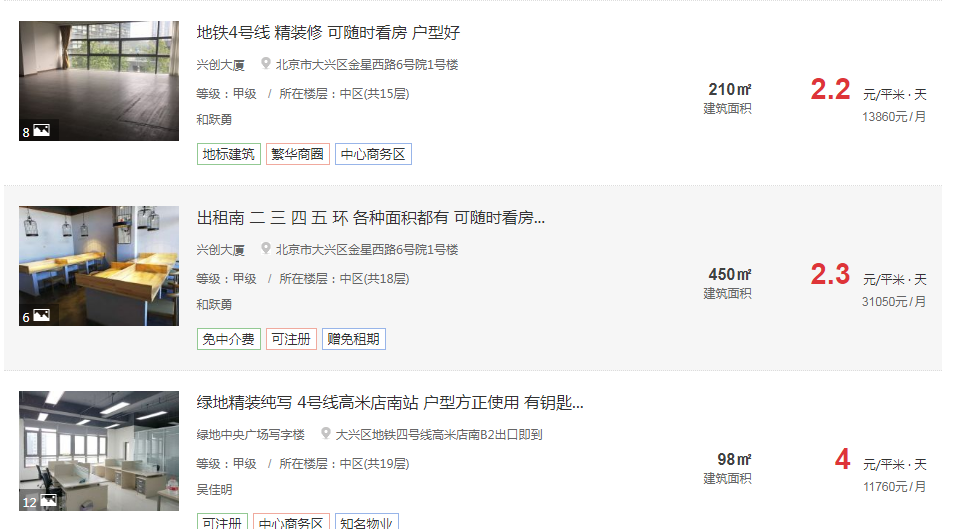 地铁4号线 精装修 可随时看房 户型好
兴创大厦 北京市大兴区金星西路6号院1号楼
等级：甲级 / 所在楼层：中区(共15层)
和跃勇
地标建筑 繁华商圈 中心商务区
8
210㎡
建筑面积
2.2 元/平米·天
13860元/月
出租南 二 三 四 五 环 各种面积都有 可随时看房...
兴创大厦 北京市大兴区金星西路6号院1号楼
等级：甲级 / 所在楼层：中区(共18层)
和跃勇
免中介费 可注册 赠免租期
6
450㎡
建筑面积
2.3 元/平米·天
31050元/月
绿地精装纯写 4号线高米店南站 户型方正使用 有钥匙...
绿地中央广场写字楼 大兴区地铁四号线高米店南B2出口即到
等级：甲级 / 所在楼层：中区(共19层)
吴佳明
可注册 中心商务区 知名物业
12
98㎡
建筑面积
4 元/平米·天
11760元/月